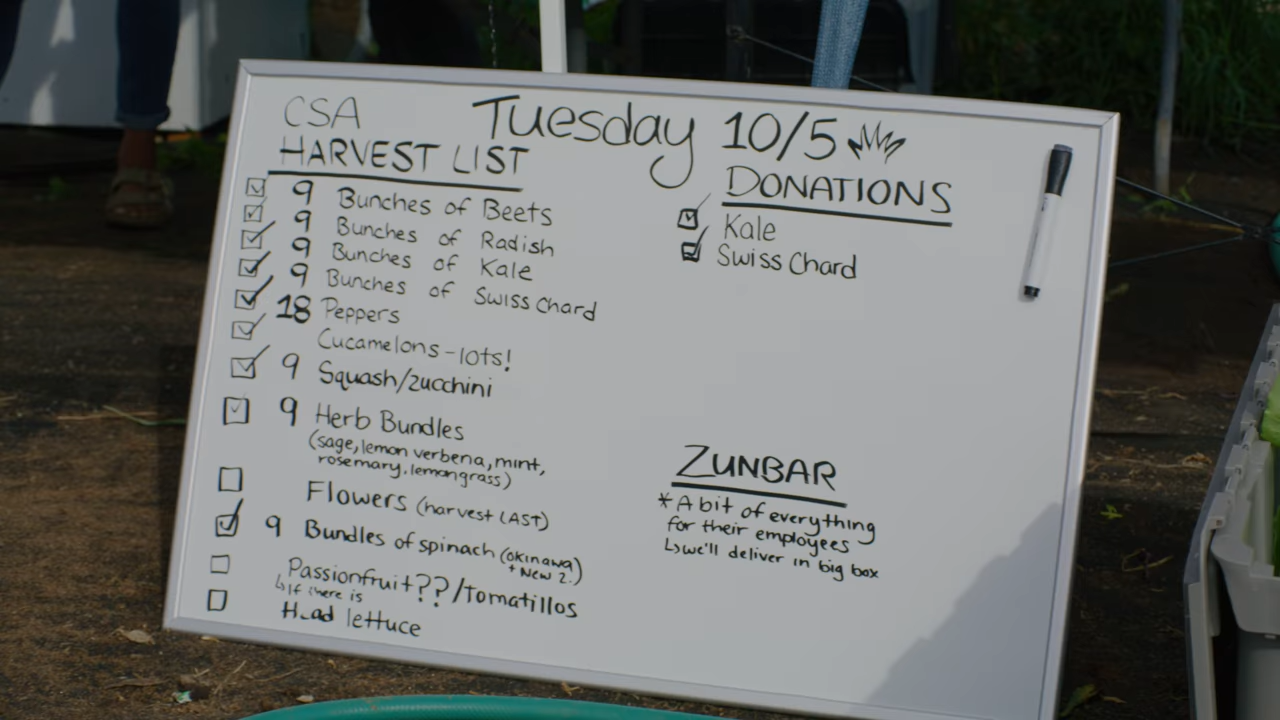 CSA
HARVEST LIST
9 Bunches of Beets
9 Bunches of Radish
9 Bunches of Kale
9 Bunches of Swiss Chard
18 Peppers
Cucamelons - lots!
9 Squash/zucchini
9 Herb Bundles
(sage, lemon verbena, mint,
rosemary, lemongrass)
Flowers (harvest LAST)
9 Bundles of spinach (okinawa
+ New Z.)
Passionfruit??/Tomatillos
↳ If there is
Head lettuce
Tuesday 10/5
DONATIONS
Kale
Swiss Chard
ZUNBAR
* A bit of everything
for their employees
↳ we'll deliver in big box